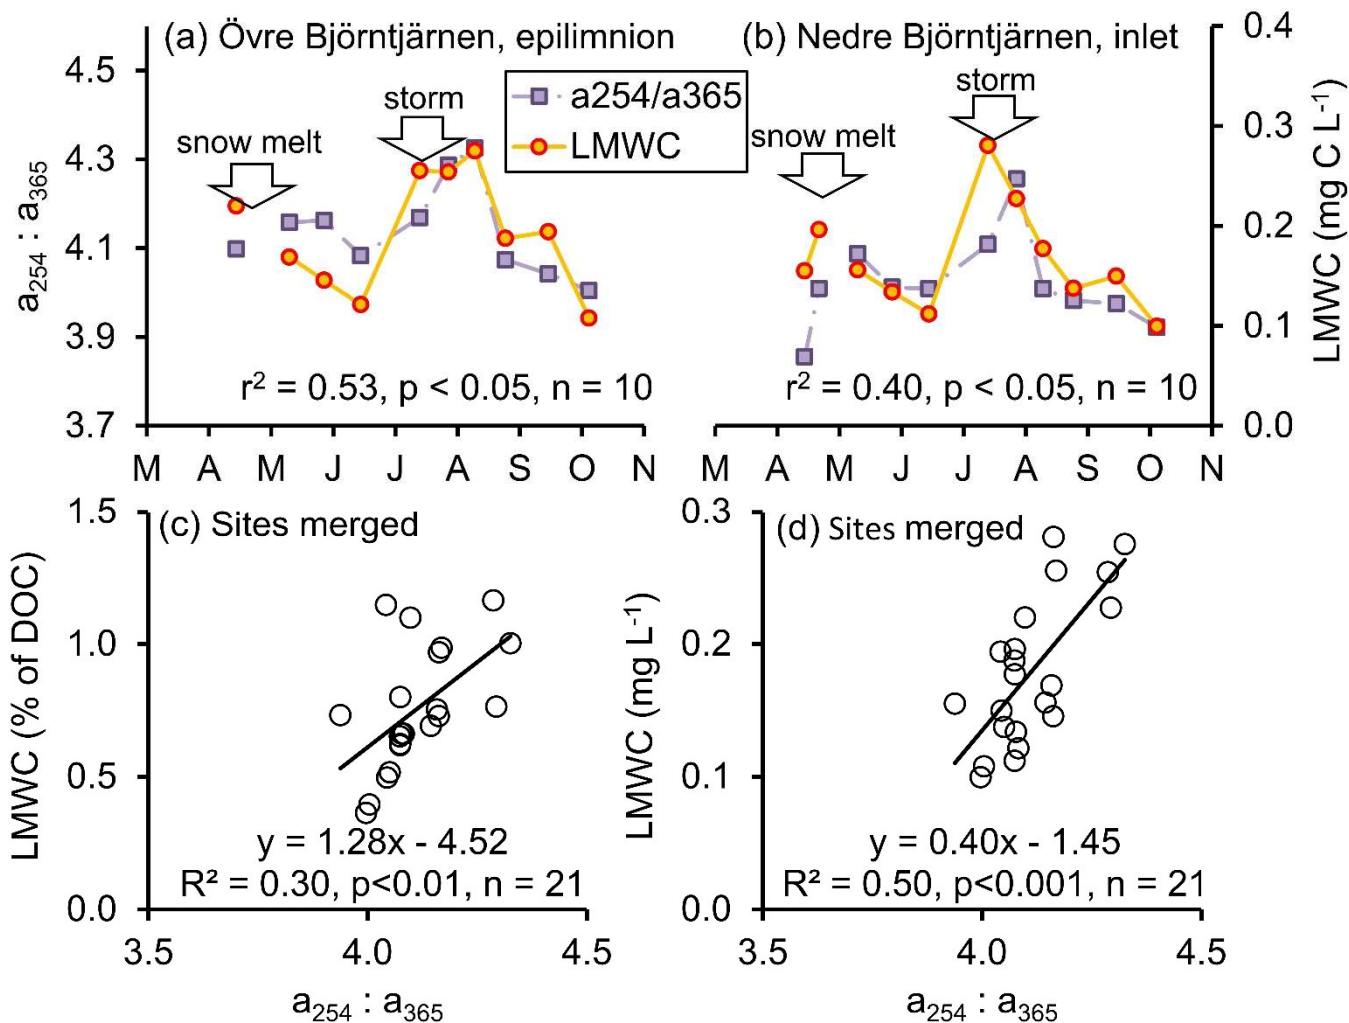 (a) Övre Björntjärnen, epilimnion
(b) Nedre Björntjärnen, inlet
a254/a365
LMWC
snow melt
storm
snow melt
storm
a254 : a365
4.5
4.3
4.1
3.9
3.7
LMWC (mg C L-1)
0.4
0.3
0.2
0.1
0.0
r2 = 0.53, p < 0.05, n = 10
r2 = 0.40, p < 0.05, n = 10
M A M J J A S O N
M A M J J A S O N
(c) Sites merged
LMWC (% of DOC)
1.5
1.0
0.5
0.0
y = 1.28x - 4.52
R² = 0.30, p<0.01, n = 21
3.5 4.0 4.5
a254 : a365
(d) Sites merged
LMWC (mg L-1)
0.3
0.2
0.1
0.0
y = 0.40x - 1.45
R² = 0.50, p<0.001, n = 21
3.5 4.0 4.5
a254 : a365